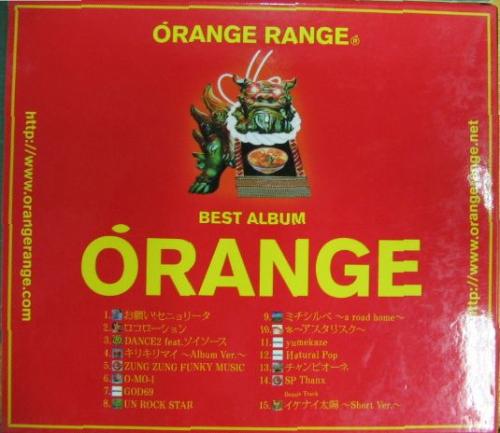 ÓRANGE RANGE®
http://www.orangerange.com
http://www.orangerange.net
BEST ALBUM
ÓRANGE
1. お願い!セニョリータ
2. ロコローション
3. DANCE2 feat.ソイソース
4. キリキリマイ 〜Album Ver.〜
5. ZUNG ZUNG FUNKY MUSIC
6. O-MO-I
7. GOD69
8. UN ROCK STAR
9. ミチシルベ 〜a road home〜
10. *〜アスタリスク〜
11. yumekaze
12. Natural Pop
13. チャンピオーネ
14. SP Thanx
Bonus Track
15. イケナイ太陽 〜Short Ver.〜